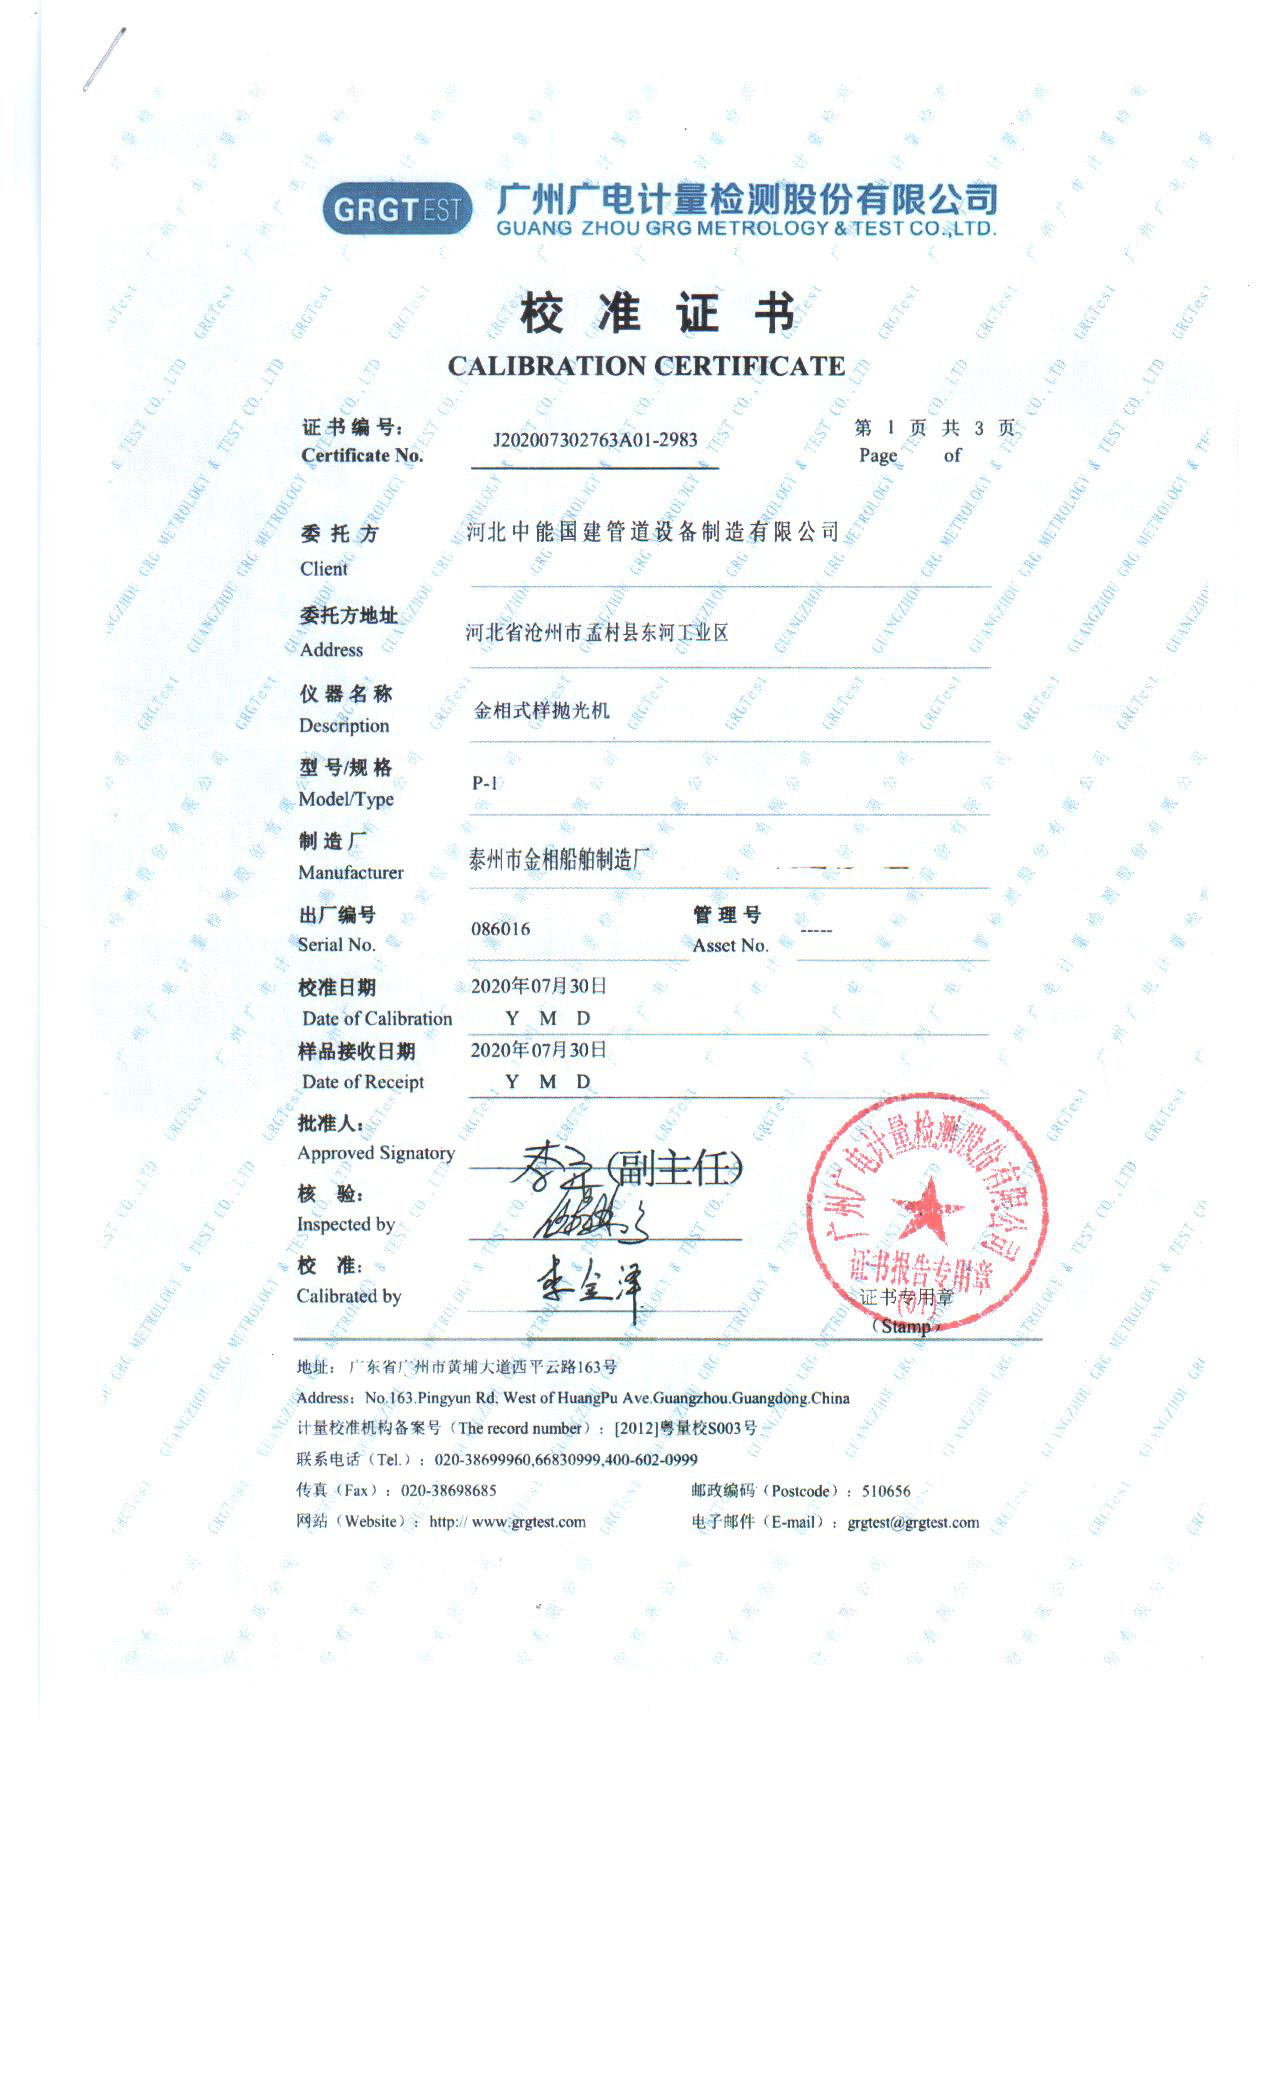 GRGTEST 广州广电计量检测股份有限公司
GUANG ZHOU GRG METROLOGY & TEST CO.,LTD.
校准证书
CALIBRATION CERTIFICATE
证书编号: J202007302763A01-2983 第 1 页 共 3 页
Certificate No. Page of
委托方 河北中能国建管道设备制造有限公司
Client
委托方地址 河北省沧州市孟村县东河工业区
Address
仪器名称 金相式样抛光机
Description
型号/规格 P-1
Model/Type
制造厂 泰州市金相船舶制造厂
Manufacturer
出厂编号 086016 管理号 -----
Serial No. Asset No.
校准日期 2020年07月30日
Date of Calibration Y M D
样品接收日期 2020年07月30日
Date of Receipt Y M D
批准人:
Approved Signatory (副主任)
核 验:
Inspected by
校 准: 李金泽
Calibrated by
广州广电计量检测股份有限公司
证书报告专用章
(01)
证书专用章
(Stamp)
地址: 广东省广州市黄埔大道西平云路163号
Address: No.163.Pingyun Rd, West of HuangPu Ave.Guangzhou.Guangdong.China
计量校准机构备案号(The record number): [2012]粤量校S003号
联系电话(Tel.): 020-38699960,66830999,400-602-0999
传真(Fax): 020-38698685 邮政编码(Postcode): 510656
网站(Website): http:// www.grgtest.com 电子邮件(E-mail): grgtest@grgtest.com